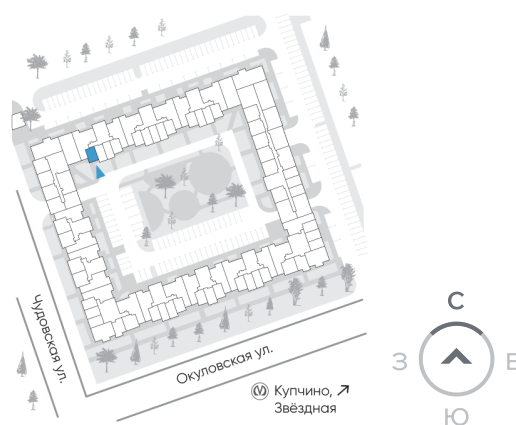 С
З
В
Ю
Чудовская ул.
Окуловская ул.
Купчино,
Звёздная